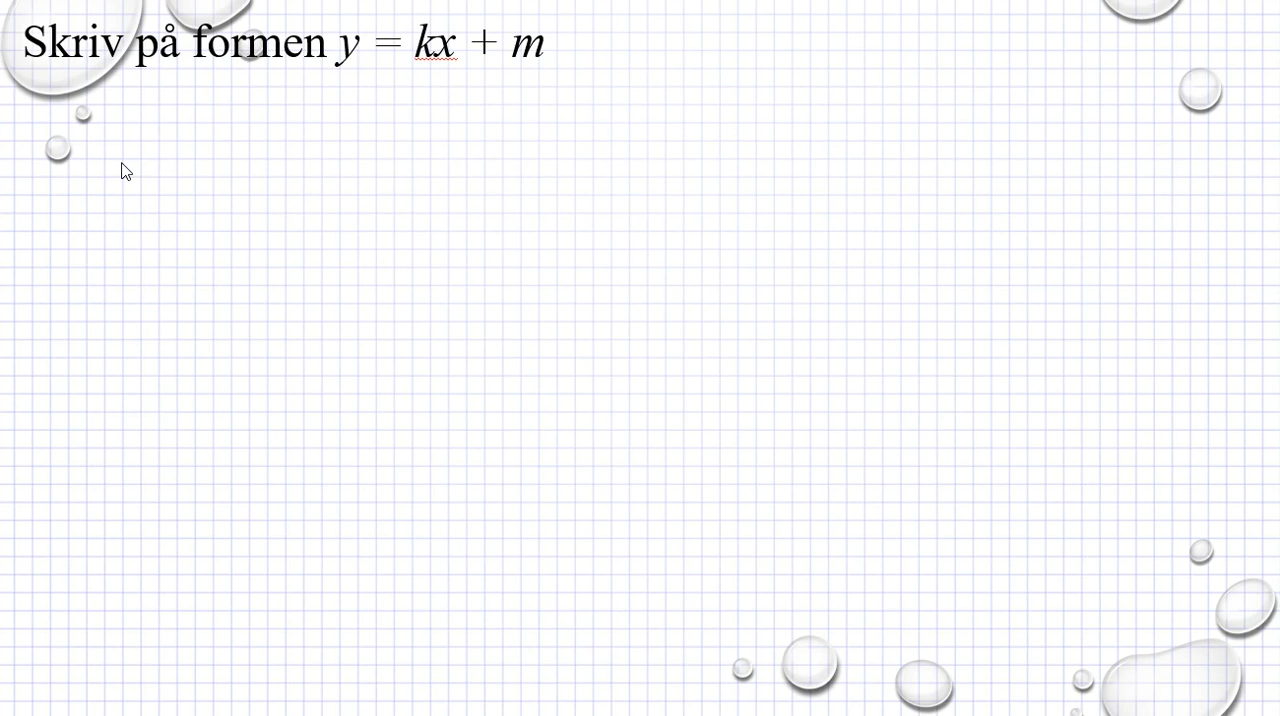 Skriv på formen y = kx + m